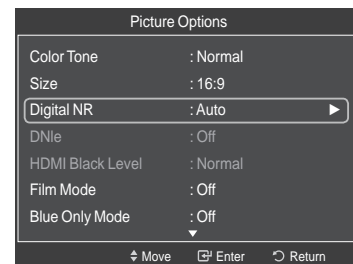 Picture Options
Color Tone : Normal
Size : 16:9
Digital NR : Auto
DNIe : Off
HDMI Black Level : Normal
Film Mode : Off
Blue Only Mode : Off
Move Enter Return